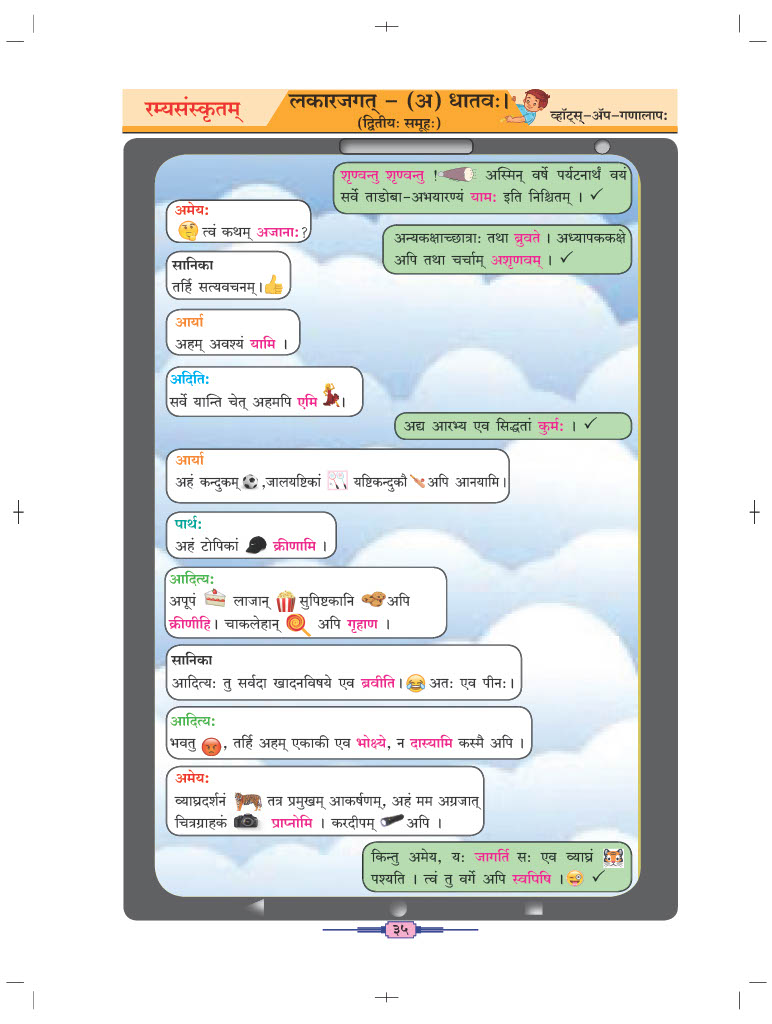 रम्यसंस्कृतम्
लकारजगत् - (अ) धातवः।
(द्वितीयः समूहः)
व्हॉट्स्-ॲप-गणालापः
शृण्वन्तु शृण्वन्तु ! अस्मिन् वर्षे पर्यटनार्थं वयं
सर्वे ताडोबा-अभयारण्यं यामः इति निश्चितम् ।
अमेयः
त्वं कथम् अजानाः?
अन्यकक्षाच्छात्राः तथा ब्रुवते । अध्यापककक्षे
अपि तथा चर्चाम् अशृणवम् ।
सानिका
तर्हि सत्यवचनम्।
आर्या
अहम् अवश्यं यामि ।
अदितिः
सर्वे यान्ति चेत् अहमपि एमि ।
अद्य आरभ्य एव सिद्धतां कुर्मः ।
आर्या
अहं कन्दुकम् ,जालयष्टिकां यष्टिकन्दुकौ अपि आनयामि।
पार्थः
अहं टोपिकां क्रीणामि ।
आदित्यः
अपूपं लाजान् सुपिष्टकानि अपि
क्रीणीहि। चाकलेहान् अपि गृहाण ।
सानिका
आदित्यः तु सर्वदा खादनविषये एव ब्रवीति। अतः एव पीनः।
आदित्यः
भवतु , तर्हि अहम् एकाकी एव भोक्ष्ये, न दास्यामि कस्मै अपि ।
अमेयः
व्याघ्रदर्शनं तत्र प्रमुखम् आकर्षणम्, अहं मम अग्रजात्
चित्रग्राहकं प्राप्नोमि । करदीपम् अपि ।
किन्तु अमेय, यः जागर्ति सः एव व्याघ्रं
पश्यति । त्वं तु वर्गे अपि स्वपिषि ।
३५